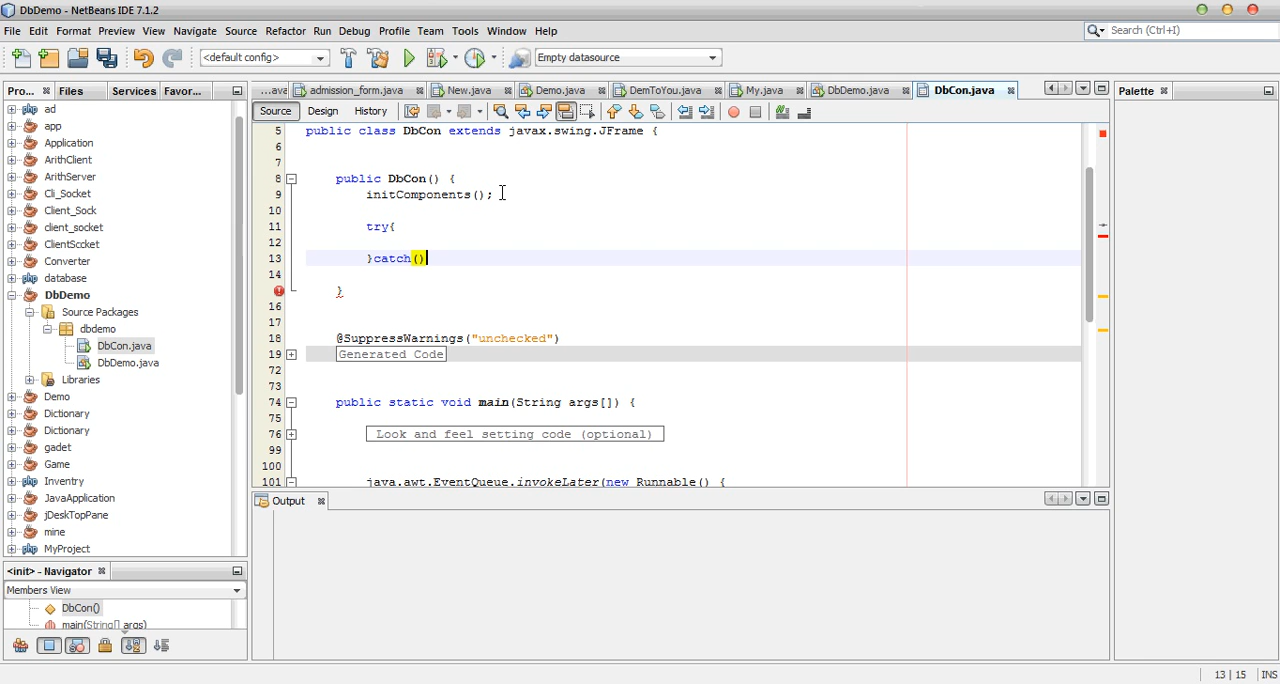 DbDemo - NetBeans IDE 7.1.2
File Edit Format Preview View Navigate Source Refactor Run Debug Profile Team Tools Window Help
Search (Ctrl+I)
<default config>
Empty datasource
Pro... Files Services Favor...
...ava admission_form.java New.java Demo.java DemToYou.java My.java DbDemo.java DbCon.java
Palette
Source Design History
ad
app
Application
ArithClient
ArithServer
Cli_Socket
Client_Sock
client_socket
ClientSccket
Converter
database
DbDemo
Source Packages
dbdemo
DbCon.java
DbDemo.java
Libraries
Demo
Dictionary
Dictionary
gadet
Game
Inventry
JavaApplication
jDeskTopPane
mine
MyProject
5 public class DbCon extends javax.swing.JFrame {
6
7
8 public DbCon() {
9 initComponents();
10
11 try{
12
13 }catch()
14
}
16
17
18 @SuppressWarnings("unchecked")
19 Generated Code
72
73
74 public static void main(String args[]) {
75
76 Look and feel setting code (optional)
99
100
101 java.awt.EventQueue.invokeLater(new Runnable() {
Output
<init> - Navigator
Members View
DbCon()
main(String[] args)
13 | 15 INS